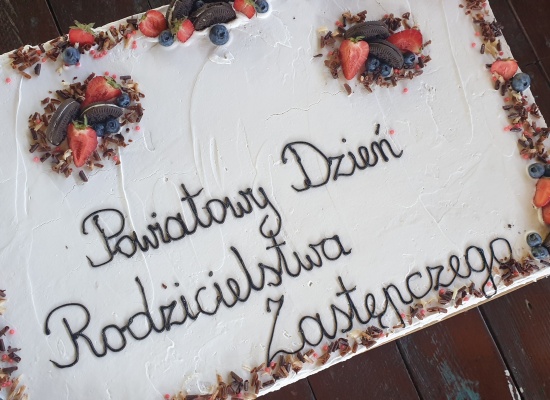 Powiatowy Dzień
Rodzicielstwa
Zastępczego